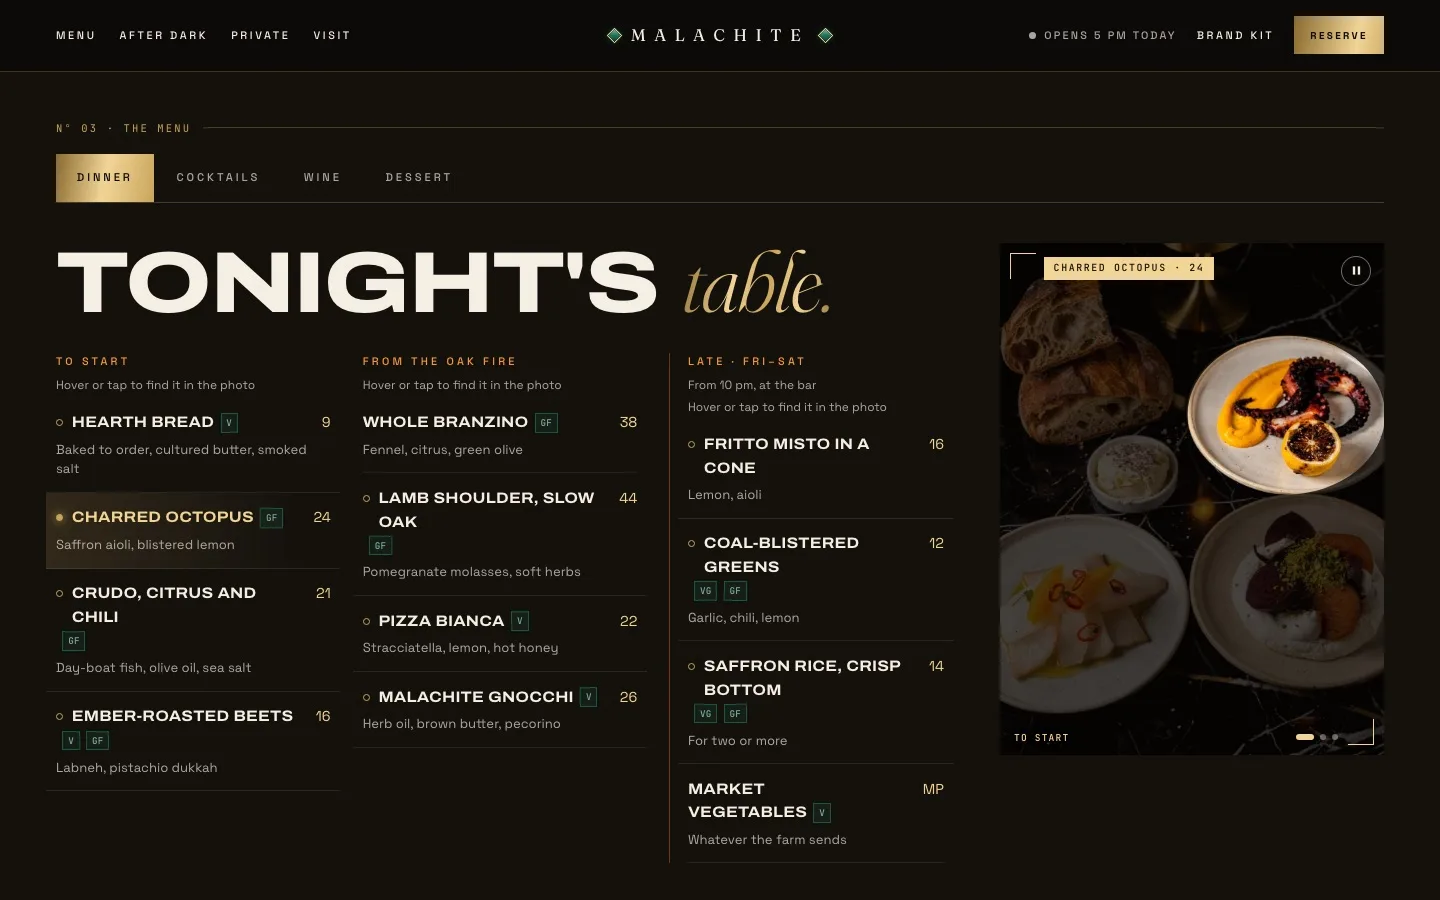 MENU AFTER DARK PRIVATE VISIT
MALACHITE
OPENS 5 PM TODAY BRAND KIT RESERVE
N° 03 · THE MENU
DINNER COCKTAILS WINE DESSERT
TONIGHT'S table.
TO START
Hover or tap to find it in the photo
HEARTH BREAD V 9
Baked to order, cultured butter, smoked
salt
CHARRED OCTOPUS GF 24
Saffron aioli, blistered lemon
CRUDO, CITRUS AND 21
CHILI
GF
Day-boat fish, olive oil, sea salt
EMBER-ROASTED BEETS 16
V GF
Labneh, pistachio dukkah
FROM THE OAK FIRE
Hover or tap to find it in the photo
WHOLE BRANZINO GF 38
Fennel, citrus, green olive
LAMB SHOULDER, SLOW 44
OAK
GF
Pomegranate molasses, soft herbs
PIZZA BIANCA V 22
Stracciatella, lemon, hot honey
MALACHITE GNOCCHI V 26
Herb oil, brown butter, pecorino
LATE · FRI–SAT
From 10 pm, at the bar
Hover or tap to find it in the photo
FRITTO MISTO IN A 16
CONE
Lemon, aioli
COAL-BLISTERED 12
GREENS
VG GF
Garlic, chili, lemon
SAFFRON RICE, CRISP 14
BOTTOM
VG GF
For two or more
MARKET MP
VEGETABLES V
Whatever the farm sends
CHARRED OCTOPUS · 24
TO START